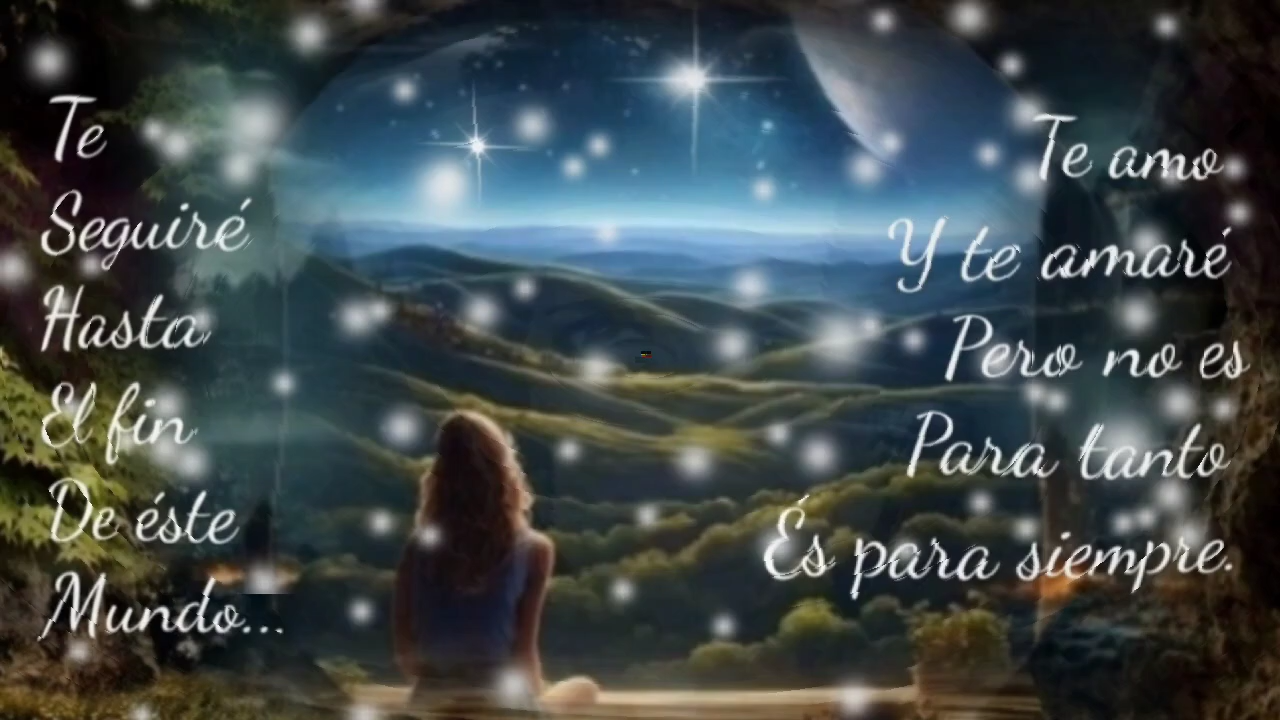 Te
Seguiré
Hasta
El fin
De éste
Mundo...
Te amo
Y te amaré
Pero no es
Para tanto
És para siempre.